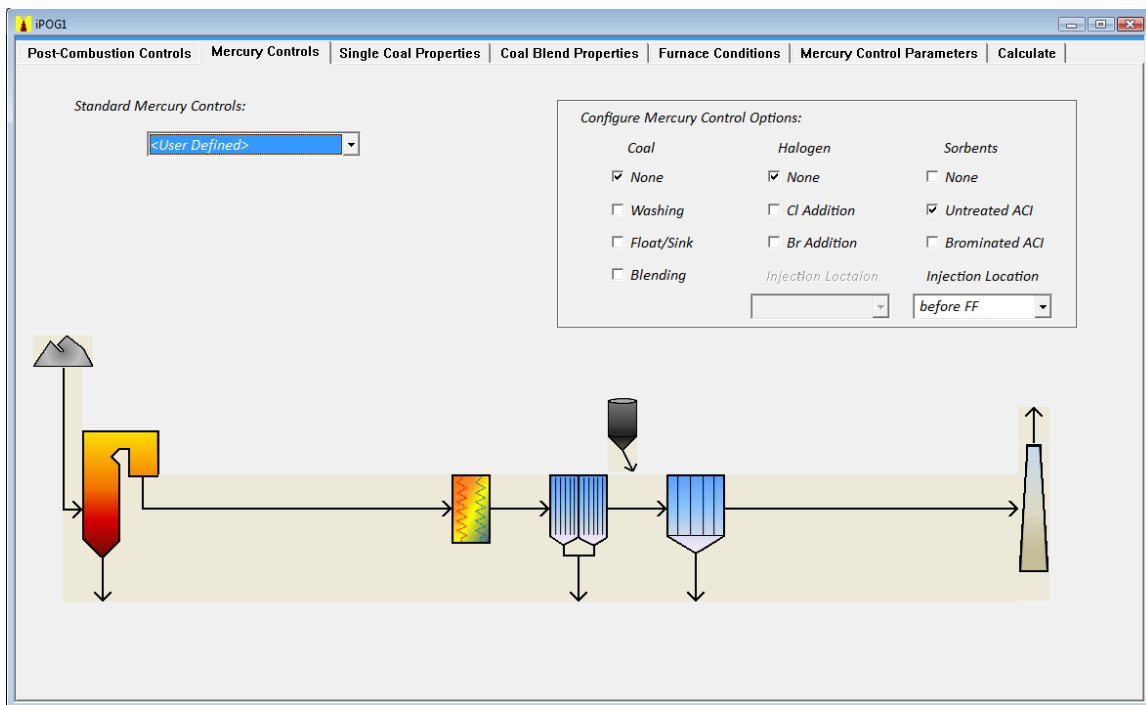 iPOG1
Post-Combustion Controls Mercury Controls Single Coal Properties Coal Blend Properties Furnace Conditions Mercury Control Parameters Calculate
Standard Mercury Controls:
<User Defined>
Configure Mercury Control Options:
Coal Halogen Sorbents
None None None
Washing Cl Addition Untreated ACI
Float/Sink Br Addition Brominated ACI
Blending Injection Loctaion Injection Location
before FF